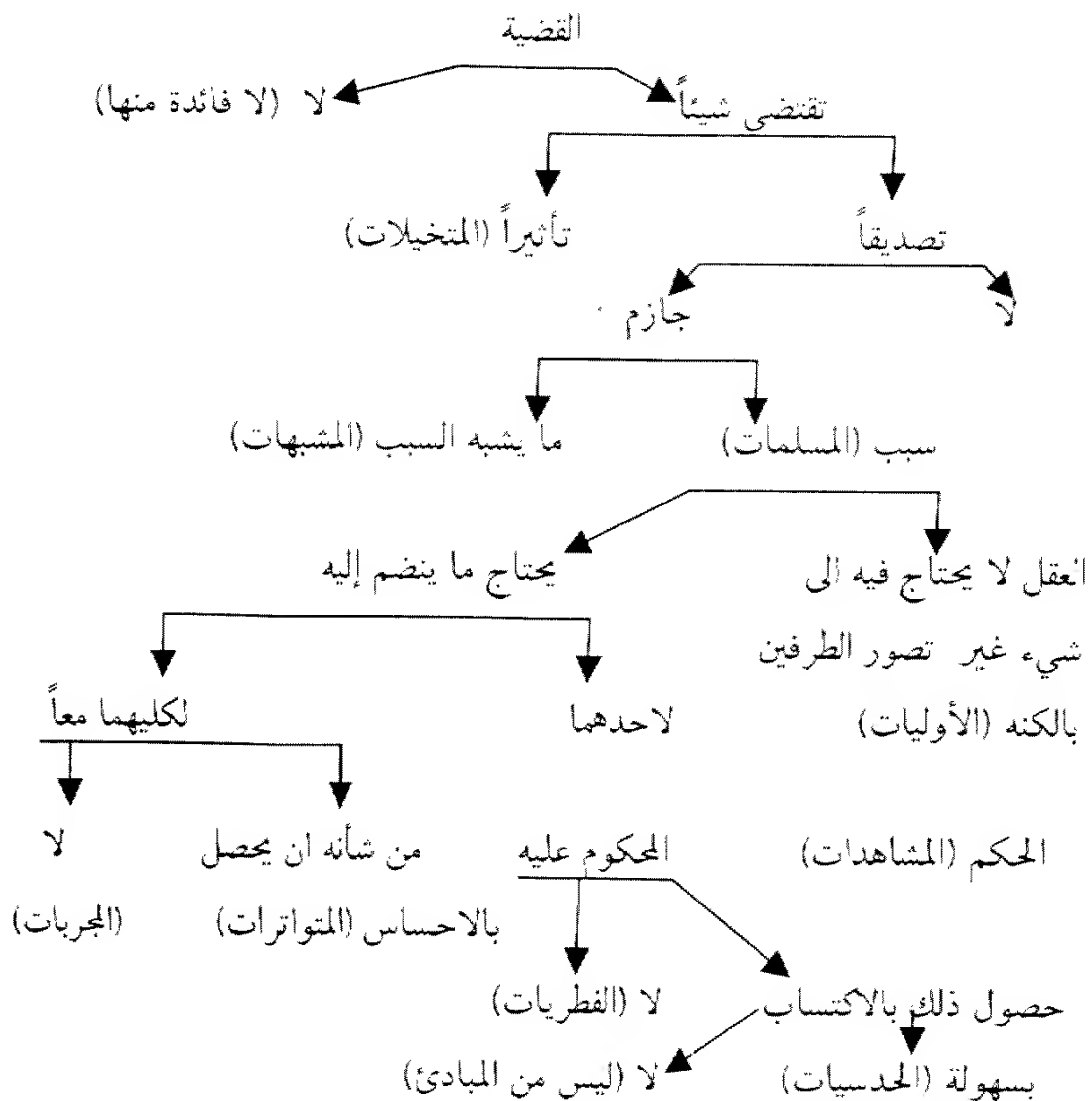 القضية
تقتضي شيئاً
لا (لا فائدة منها)
تصديقاً
تأثيراً (المتخيلات)
لا
جازم
سبب (المسلمات)
ما يشبه السبب (المشبهات)
العقل لا يحتاج فيه الى
شيء غير تصور الطرفين
بالكنه (الأوليات)
يحتاج ما ينضم إليه
لاحدهما
لكليهما معاً
الحكم (المشاهدات)
المحكوم عليه
من شأنه ان يحصل
بالاحساس (المتواترات)
لا
(المجربات)
حصول ذلك بالاكتساب
لا (الفطريات)
بسهولة (الحدسيات)
لا (ليس من المبادئ)